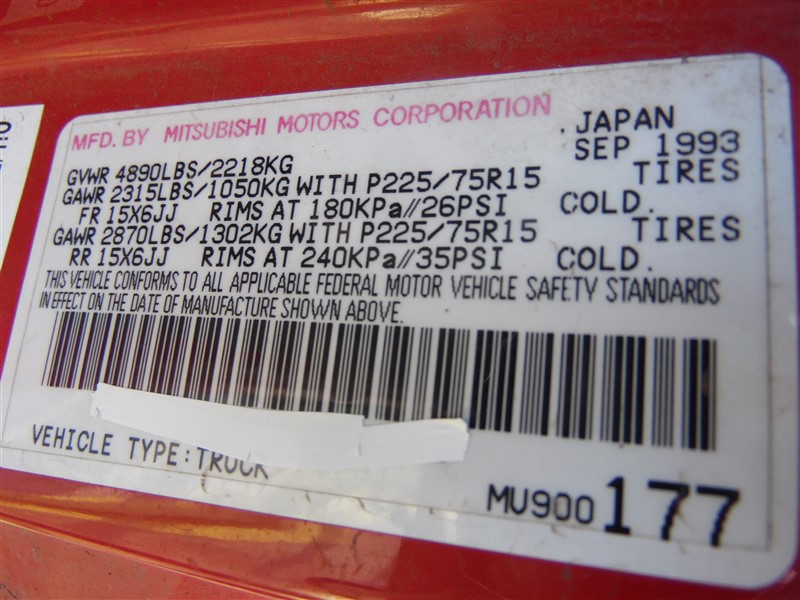 MFD. BY MITSUBISHI MOTORS CORPORATION . JAPAN
SEP 1993
GVWR 4890LBS/2218KG
GAWR 2315LBS/1050KG WITH P225/75R15 TIRES
FR 15X6JJ RIMS AT 180KPa//26PSI COLD.
GAWR 2870LBS/1302KG WITH P225/75R15 TIRES
RR 15X6JJ RIMS AT 240KPa//35PSI COLD.
THIS VEHICLE CONFORMS TO ALL APPLICABLE FEDERAL MOTOR VEHICLE SAFETY STANDARDS
IN EFFECT ON THE DATE OF MANUFACTURE SHOWN ABOVE.
VEHICLE TYPE:TRUCK
MV900177